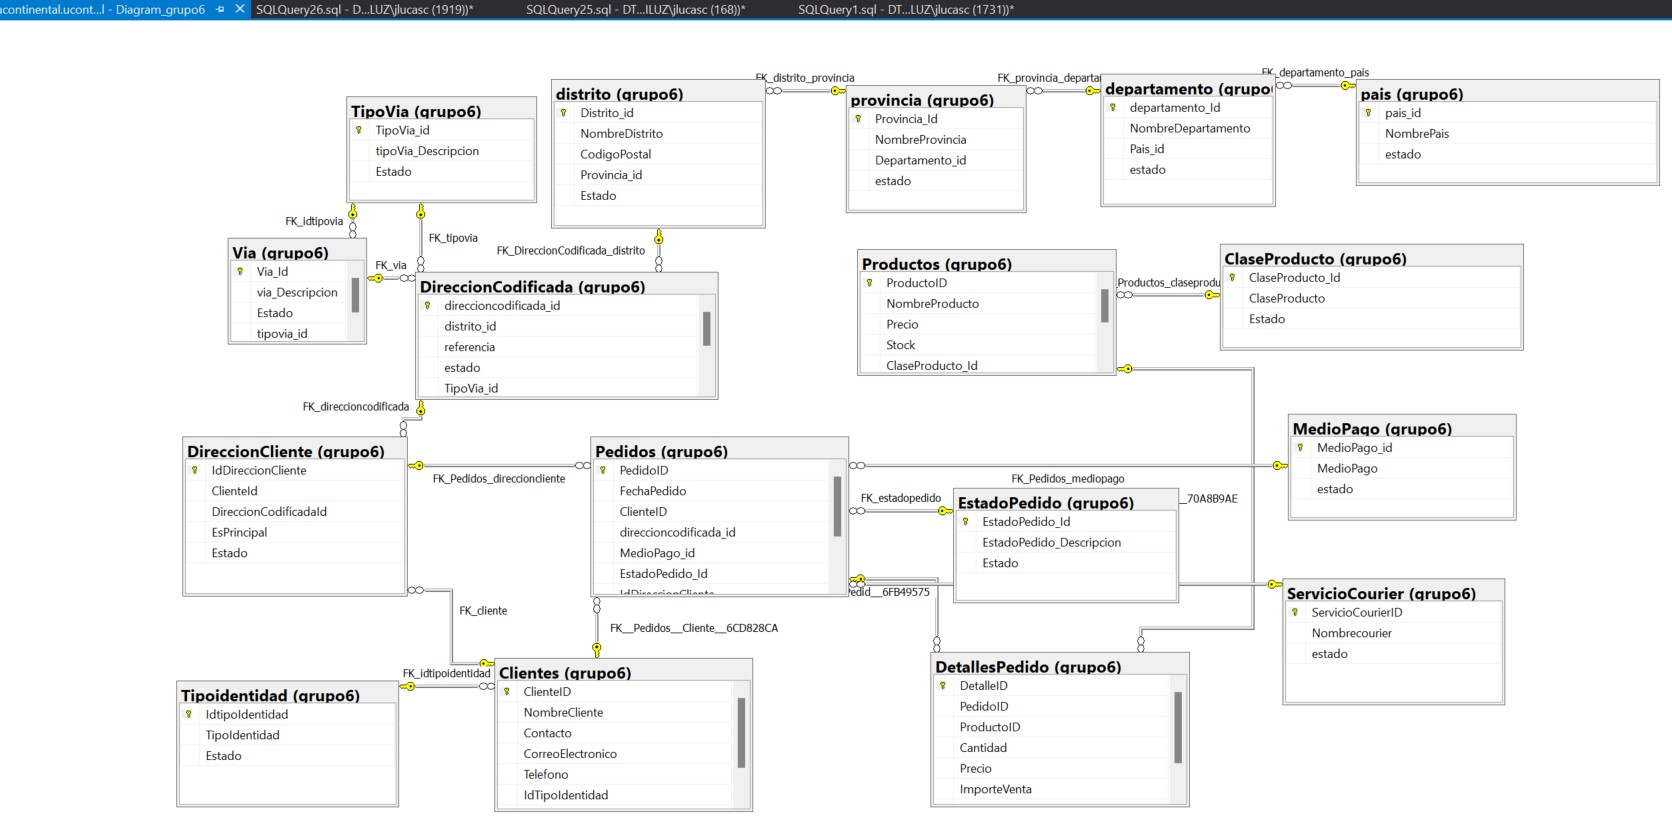 ucontinental.ucont...l - Diagram_grupo6
SQLQuery26.sql - D...LUZ\jlucasc (1919))*
SQLQuery25.sql - DT...ILUZ\jlucasc (168))*
SQLQuery1.sql - DT...LUZ\jlucasc (1731))*
FK_distrito_provincia
FK_provincia_departa
FK_departamento_pais
TipoVia (grupo6)
TipoVia_id
tipoVia_Descripcion
Estado
distrito (grupo6)
Distrito_id
NombreDistrito
CodigoPostal
Provincia_id
Estado
provincia (grupo6)
Provincia_Id
NombreProvincia
Departamento_id
estado
departamento (grupo
departamento_Id
NombreDepartamento
Pais_id
estado
pais (grupo6)
pais_id
NombrePais
estado
FK_idtipovia
FK_tipovia
FK_DireccionCodificada_distrito
FK_via
Via (grupo6)
Via_Id
via_Descripcion
Estado
tipovia_id
DireccionCodificada (grupo6)
direccioncodificada_id
distrito_id
referencia
estado
TipoVia_id
Productos (grupo6)
ProductoID
NombreProducto
Precio
Stock
ClaseProducto_Id
_Productos_claseprodu
ClaseProducto (grupo6)
ClaseProducto_Id
ClaseProducto
Estado
FK_direccioncodificada
DireccionCliente (grupo6)
IdDireccionCliente
ClienteId
DireccionCodificadaId
EsPrincipal
Estado
FK_Pedidos_direccioncliente
Pedidos (grupo6)
PedidoID
FechaPedido
ClienteID
direccioncodificada_id
MedioPago_id
EstadoPedido_Id
IdDireccionCliente
FK_Pedidos_mediopago
MedioPago (grupo6)
MedioPago_id
MedioPago
estado
FK_estadopedido
__70A8B9AE
EstadoPedido (grupo6)
EstadoPedido_Id
EstadoPedido_Descripcion
Estado
Pedid__6FB49575
ServicioCourier (grupo6)
ServicioCourierID
Nombrecourier
estado
FK_cliente
FK__Pedidos__Cliente__6CD828CA
FK_idtipoidentidad
Tipoidentidad (grupo6)
IdtipoIdentidad
TipoIdentidad
Estado
Clientes (grupo6)
ClienteID
NombreCliente
Contacto
CorreoElectronico
Telefono
IdTipoIdentidad
DetallesPedido (grupo6)
DetalleID
PedidoID
ProductoID
Cantidad
Precio
ImporteVenta